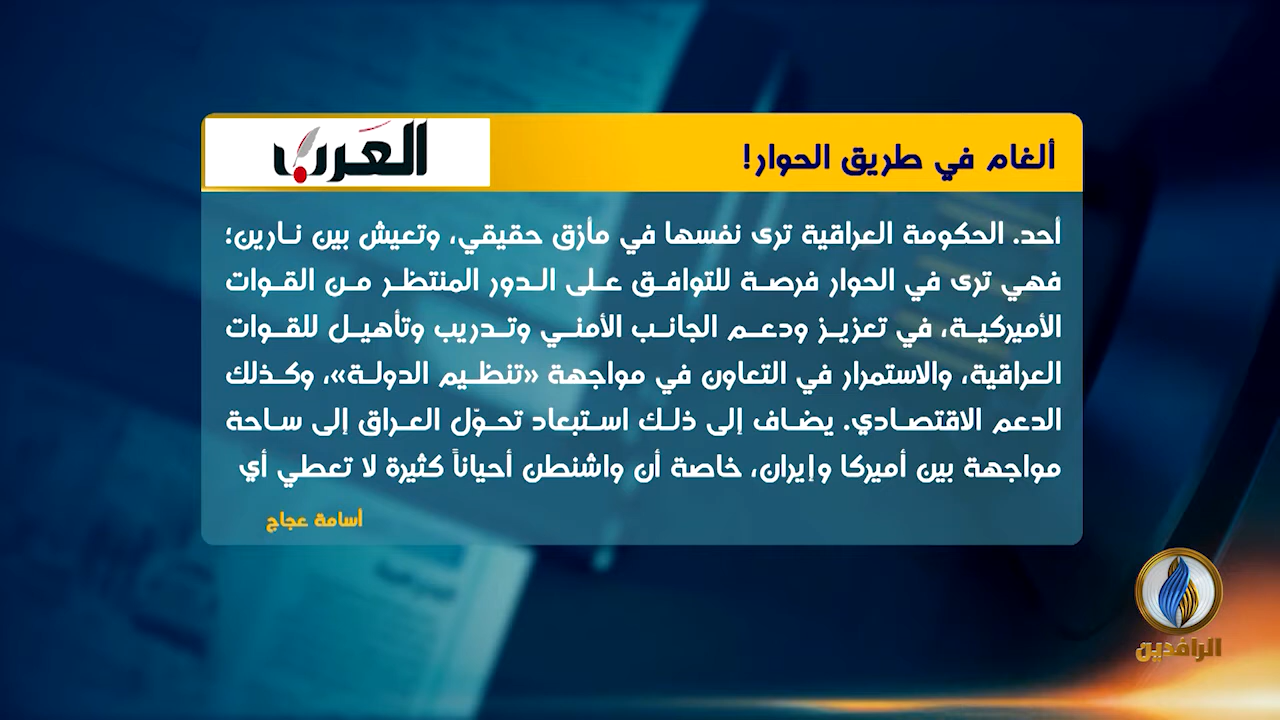 العرب
ألغام في طريق الحوار!
أحد. الحكومة العراقية ترى نفسها في مأزق حقيقي، وتعيش بين نارين؛
فهي ترى في الحوار فرصة للتوافق على الدور المنتظر من القوات
الأميركية، في تعزيز ودعم الجانب الأمني وتدريب وتأهيل للقوات
العراقية، والاستمرار في التعاون في مواجهة «تنظيم الدولة»، وكذلك
الدعم الاقتصادي. يضاف إلى ذلك استبعاد تحوّل العراق إلى ساحة
مواجهة بين أميركا وإيران، خاصة أن واشنطن أحياناً كثيرة لا تعطي أي
أسامة عجاج
الرافدين